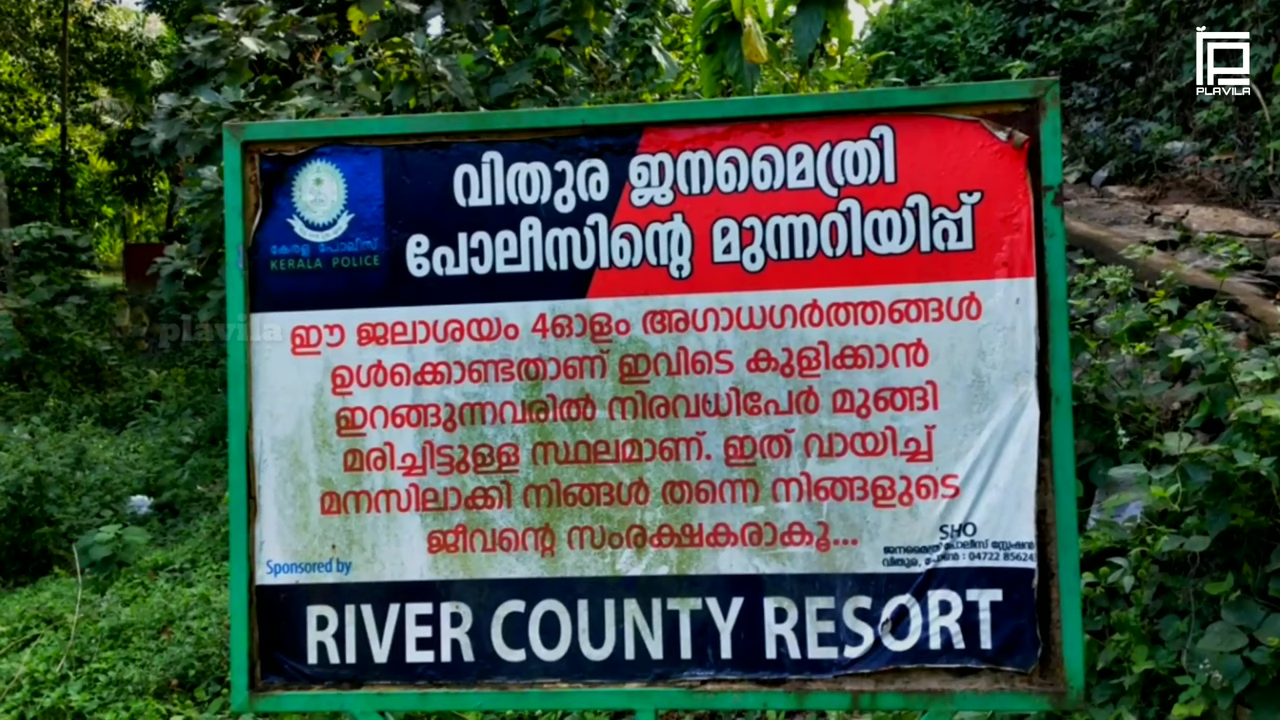 PLAVILA
വിതുര ജനമൈത്രി
പോലീസിന്റെ മുന്നറിയിപ്പ്
കേരള പോലീസ്
KERALA POLICE
plavila
ഈ ജലാശയം 4ഓളം അഗാധഗർത്തങ്ങൾ
ഉൾക്കൊണ്ടതാണ് ഇവിടെ കുളിക്കാൻ
ഇറങ്ങുന്നവരിൽ നിരവധിപേർ മുങ്ങി
മരിച്ചിട്ടുള്ള സ്ഥലമാണ്. ഇത് വായിച്ച്
മനസിലാക്കി നിങ്ങൾ തന്നെ നിങ്ങളുടെ
ജീവന്റെ സംരക്ഷകരാകൂ...
SHO
ജനമൈത്രി പോലീസ് സ്റ്റേഷൻ
വിതുര, ഫോൺ : 04722 85624
Sponsored by
RIVER COUNTY RESORT